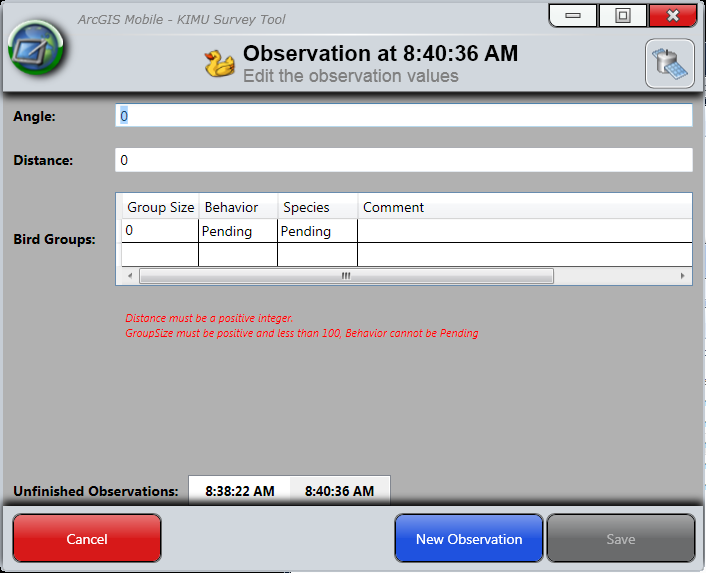 ArcGIS Mobile - KIMU Survey Tool
Observation at 8:40:36 AM
Edit the observation values
Angle: 0
Distance: 0
Bird Groups:
Group Size Behavior Species Comment
0 Pending Pending
Distance must be a positive integer.
GroupSize must be positive and less than 100, Behavior cannot be Pending
Unfinished Observations: 8:38:22 AM 8:40:36 AM
Cancel New Observation Save